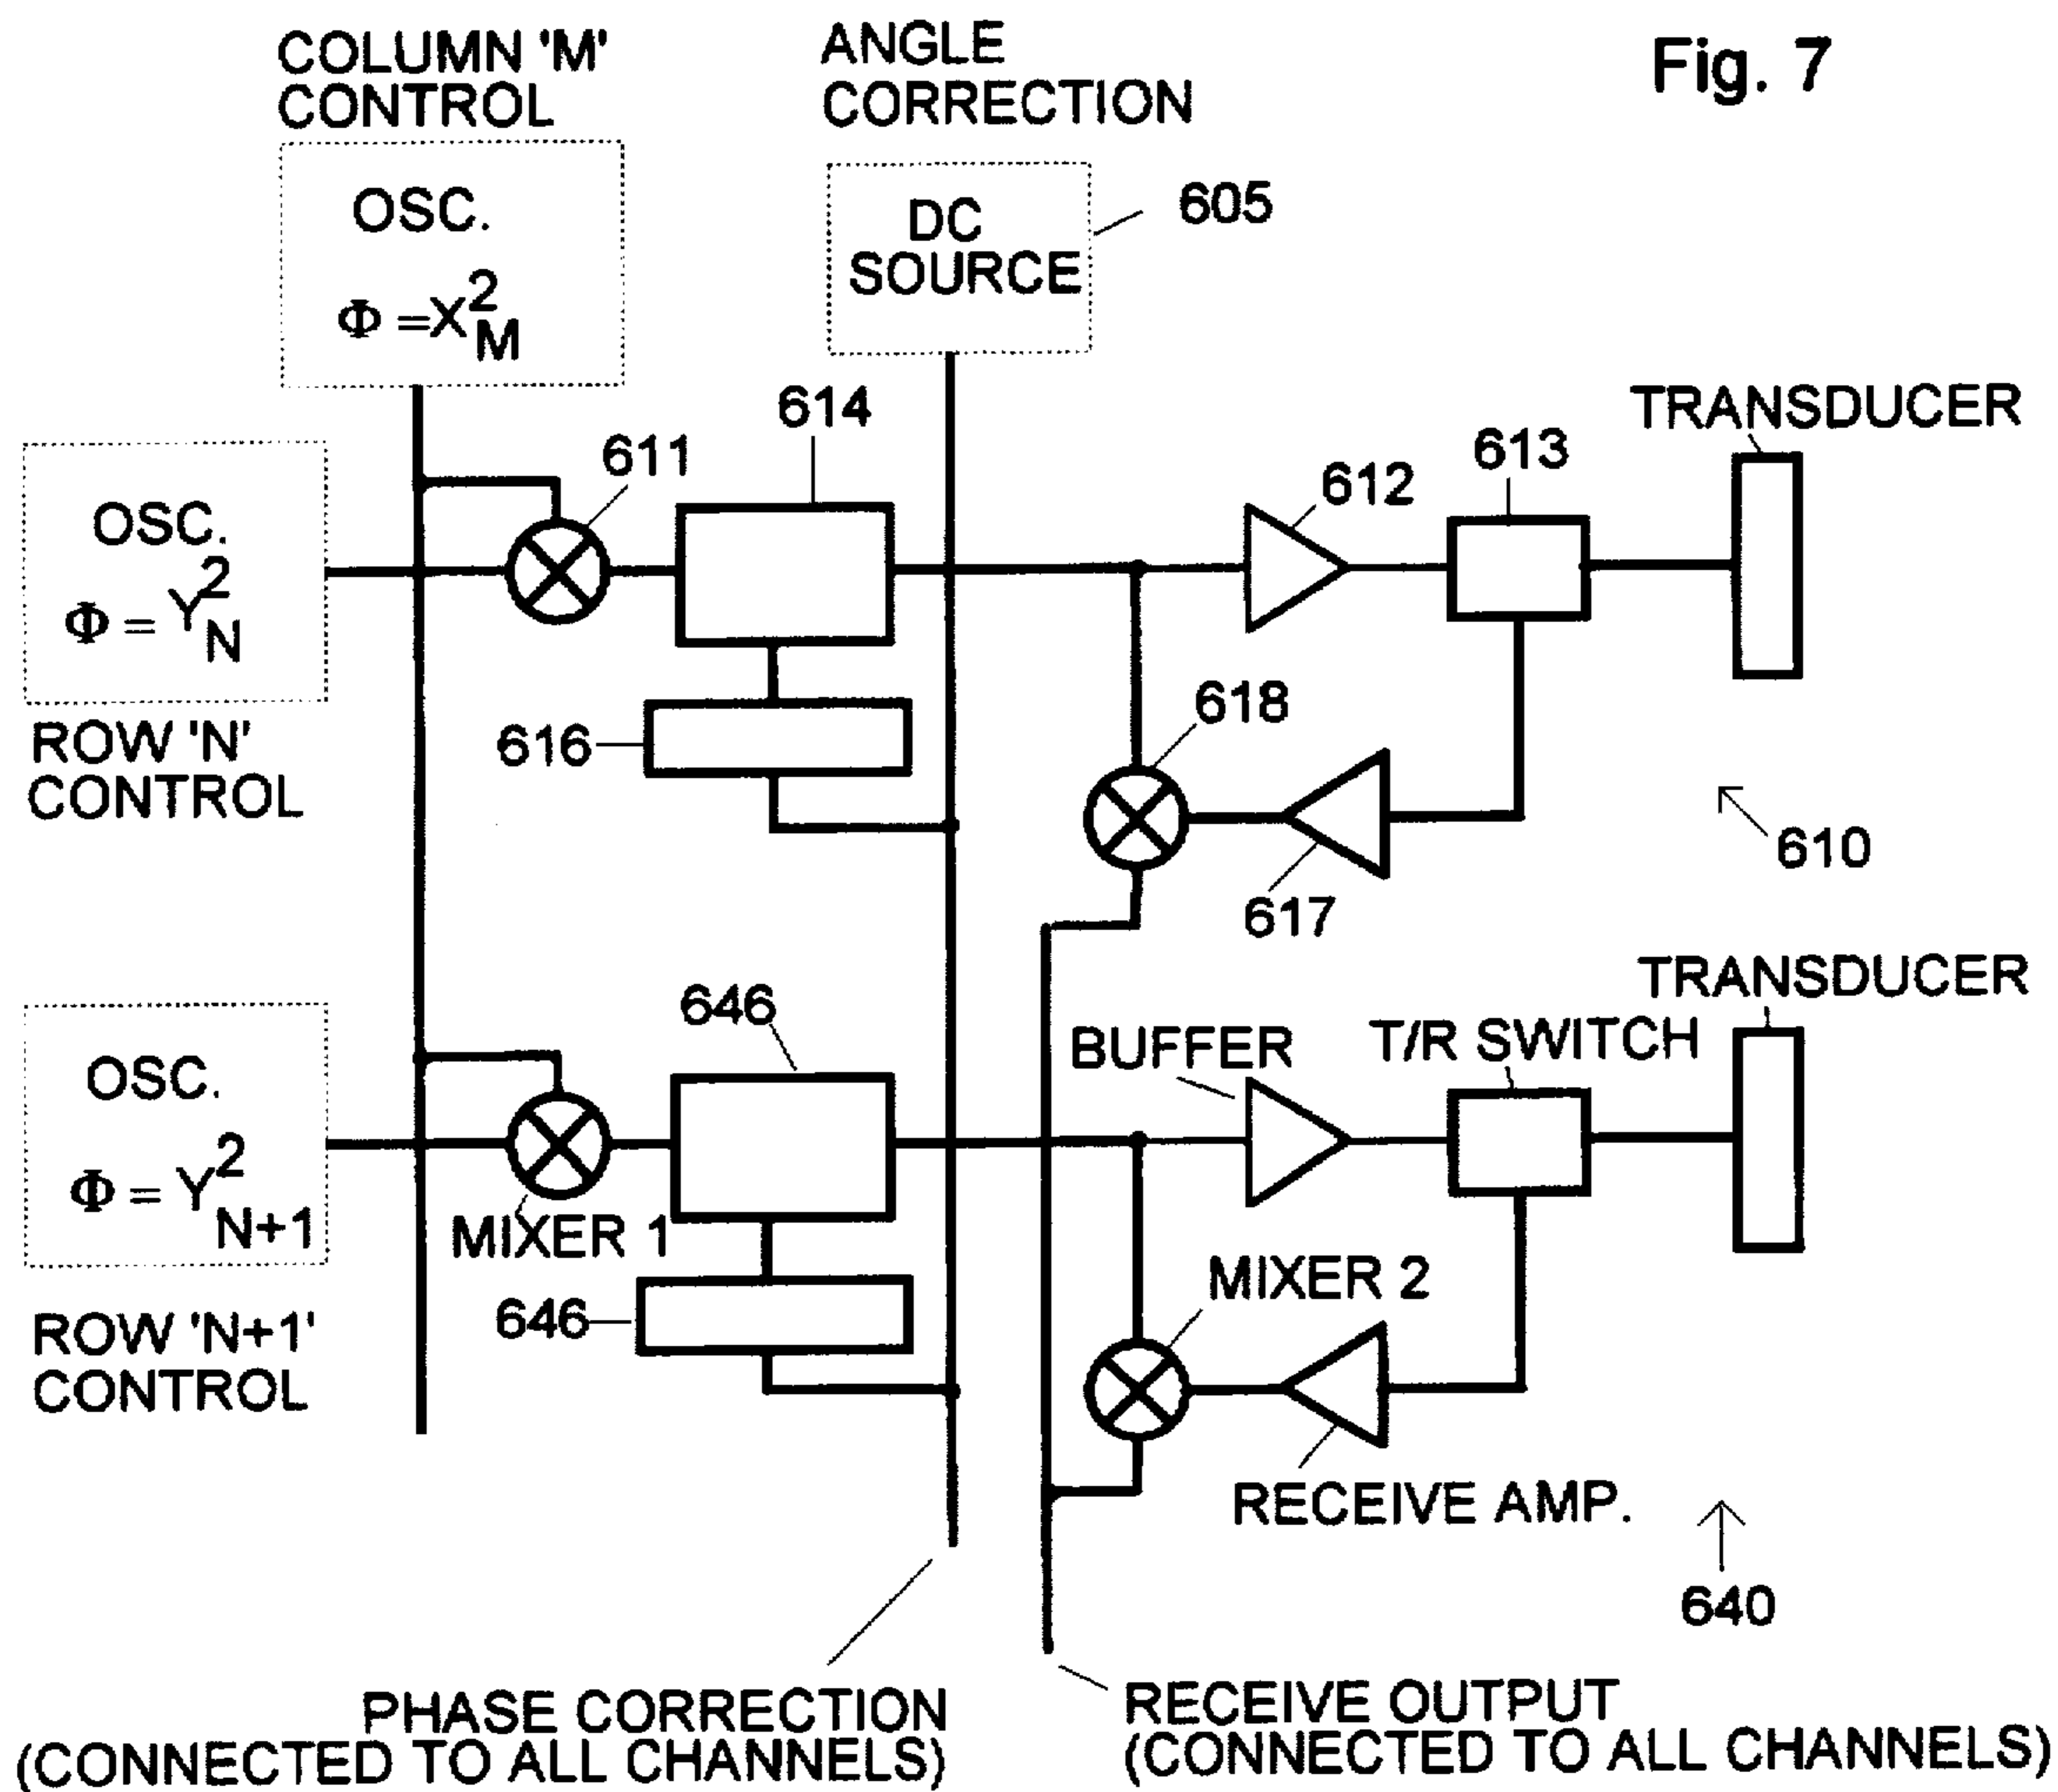 Fig. 7
COLUMN 'M'
CONTROL
ANGLE
CORRECTION
OSC.
Φ =X²M
DC
SOURCE
605
614
TRANSDUCER
611
613
612
OSC.
Φ = Y²N
ROW 'N'
CONTROL
616
618
610
617
646
TRANSDUCER
T/R SWITCH
BUFFER
OSC.
Φ = Y²N+1
MIXER 1
MIXER 2
646
ROW 'N+1'
CONTROL
RECEIVE AMP.
640
PHASE CORRECTION
(CONNECTED TO ALL CHANNELS)
RECEIVE OUTPUT
(CONNECTED TO ALL CHANNELS)